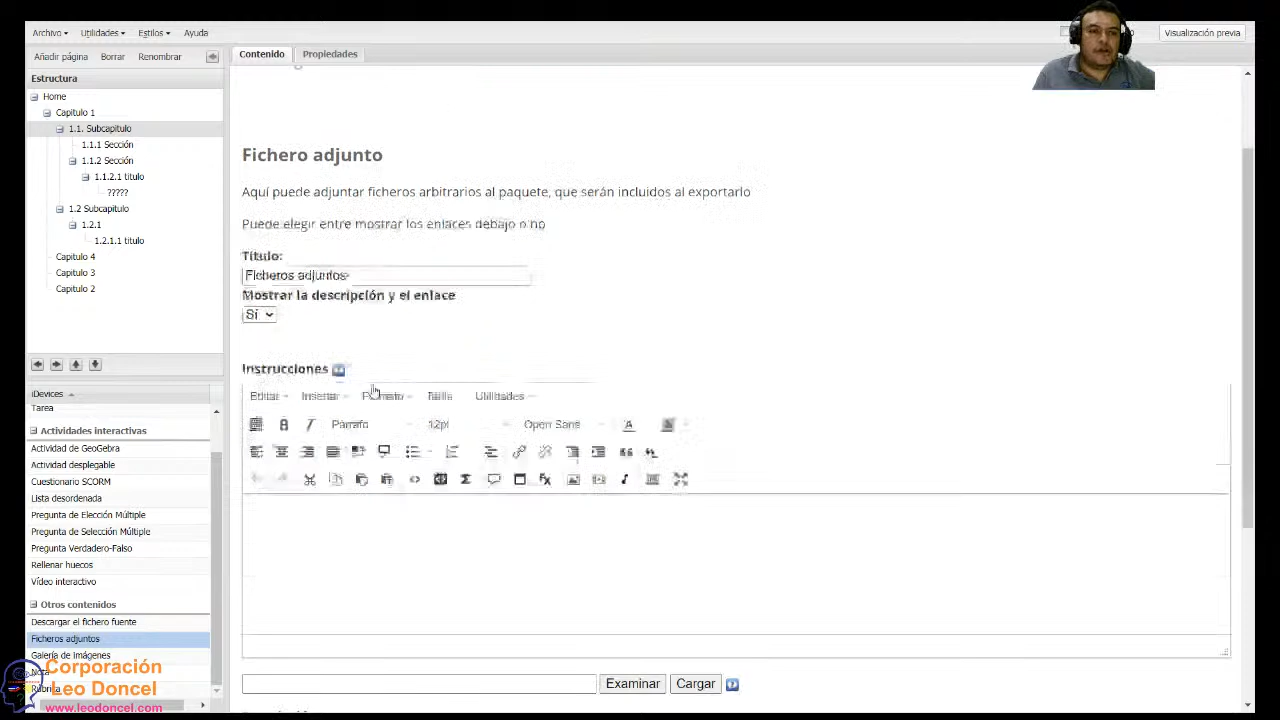 Archivo Utilidades Estilos Ayuda
Visualización previa
Añadir página Borrar Renombrar
Contenido Propiedades
Estructura
Home
Capitulo 1
1.1. Subcapitulo
1.1.1 Sección
1.1.2 Sección
1.1.2.1 titulo
?????
1.2 Subcapitulo
1.2.1
1.2.1.1 titulo
Capitulo 4
Capitulo 3
Capitulo 2
iDevices
Tarea
Actividades interactivas
Actividad de GeoGebra
Actividad desplegable
Cuestionario SCORM
Lista desordenada
Pregunta de Elección Múltiple
Pregunta de Selección Múltiple
Pregunta Verdadero-Falso
Rellenar huecos
Vídeo interactivo
Otros contenidos
Descargar el fichero fuente
Ficheros adjuntos
Galería de imágenes
Nota
Rúbrica
Corporación
Leo Doncel
www.leodoncel.com
Fichero adjunto
Aquí puede adjuntar ficheros arbitrarios al paquete, que serán incluidos al exportarlo
Puede elegir entre mostrar los enlaces debajo o no
Título:
Ficheros adjuntos
Mostrar la descripción y el enlace
Sí
Instrucciones
Editar Insertar Formato Tabla Utilidades
Párrafo 12pt Open Sans
Examinar Cargar